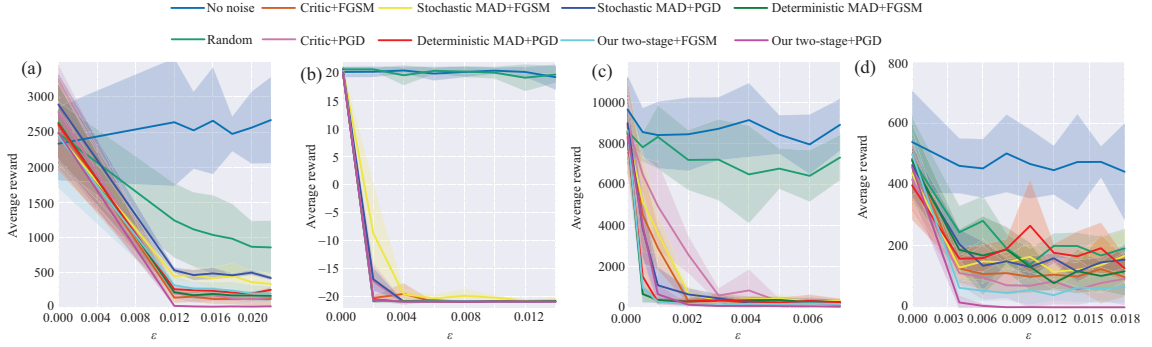 No noise Critic+FGSM Stochastic MAD+FGSM Stochastic MAD+PGD Deterministic MAD+FGSM
Random Critic+PGD Deterministic MAD+PGD Our two-stage+FGSM Our two-stage+PGD
(a)
Average reward
3000
2500
2000
1500
1000
500
0
0.000 0.004 0.008 0.012 0.016 0.020
ε
(b)
Average reward
20
15
10
5
0
−5
−10
−15
−20
0.000 0.004 0.008 0.012
ε
(c)
Average reward
10000
8000
6000
4000
2000
0
0.000 0.002 0.004 0.006
ε
(d)
Average reward
800
600
400
200
0
0.000 0.003 0.006 0.009 0.012 0.015 0.018
ε